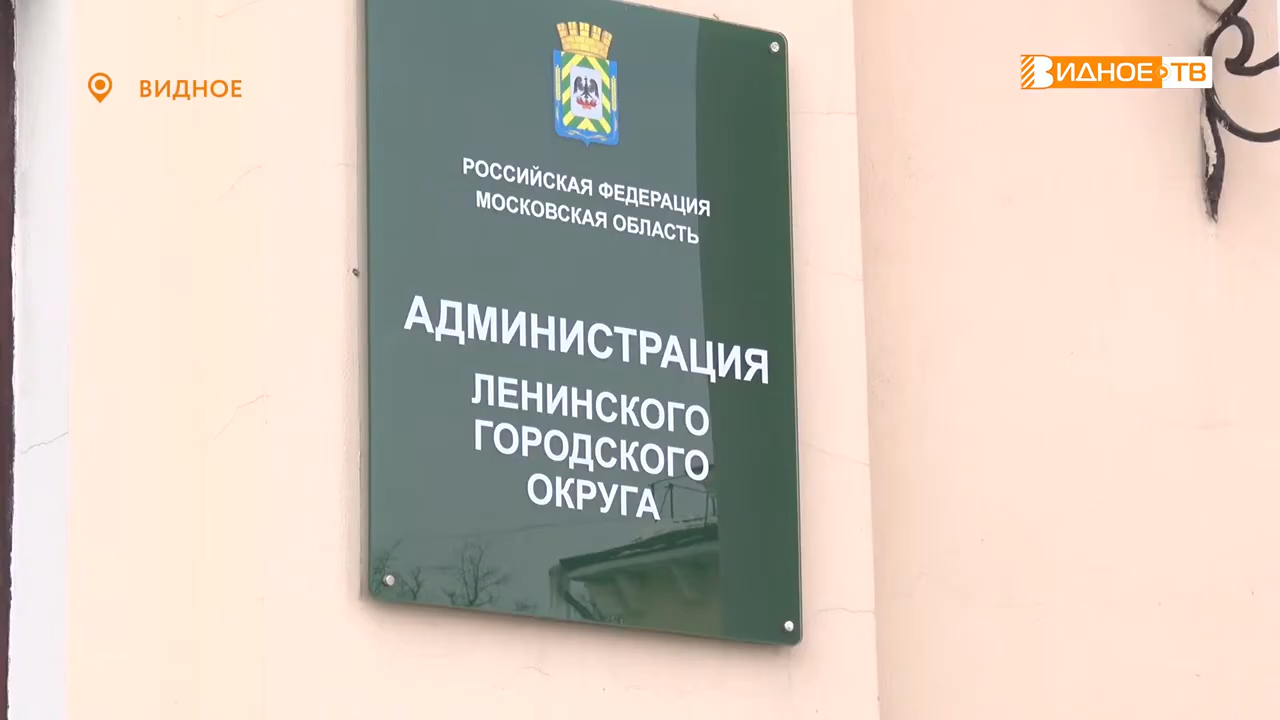 ВИДНОЕ
ВИДНОЕ ТВ
РОССИЙСКАЯ ФЕДЕРАЦИЯ
МОСКОВСКАЯ ОБЛАСТЬ
АДМИНИСТРАЦИЯ
ЛЕНИНСКОГО
ГОРОДСКОГО
ОКРУГА